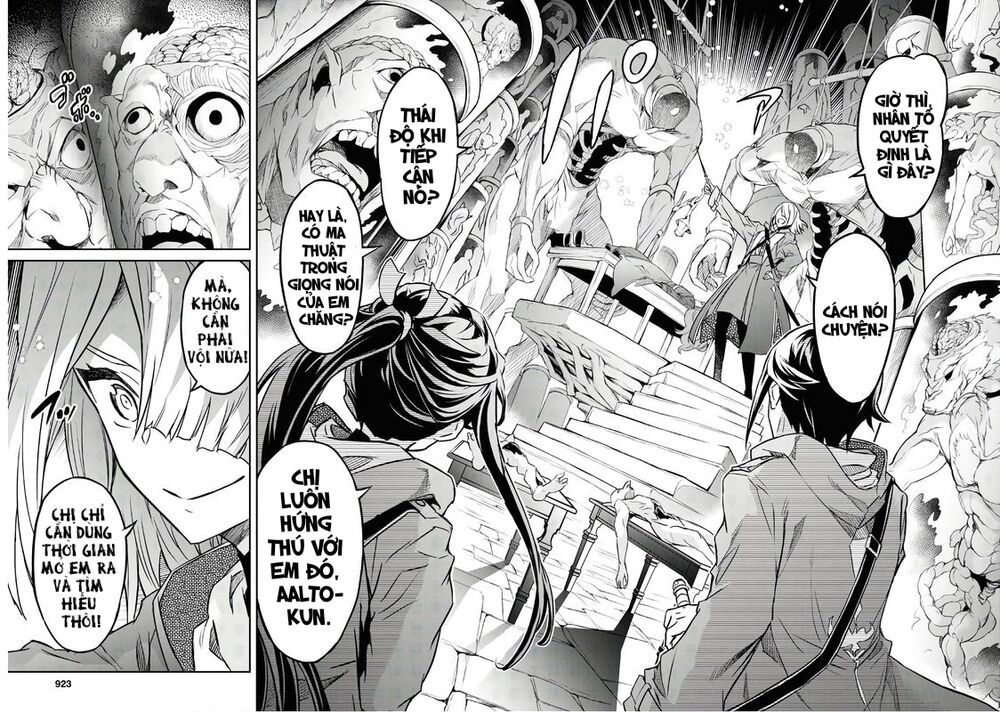 GIỜ THÌ,
NHÂN TỐ
QUYẾT
ĐỊNH LÀ
GÌ ĐÂY?
CÁCH NÓI
CHUYỆN?
THÁI
ĐỘ KHI
TIẾP
CẬN
NÓ?
HAY LÀ,
CÓ MA
THUẬT
TRONG
GIỌNG NÓI
CỦA EM
CHĂNG?
CHỊ
LUÔN
HỨNG
THÚ VỚI
EM ĐÓ,
AALTO-
KUN.
MÀ,
KHÔNG
CẦN
PHẢI
VỘI NỮA!
CHỊ CHỈ
CẦN DÙNG
THỜI GIAN
MỔ EM RA
VÀ TÌM
HIỂU
THÔI!
923